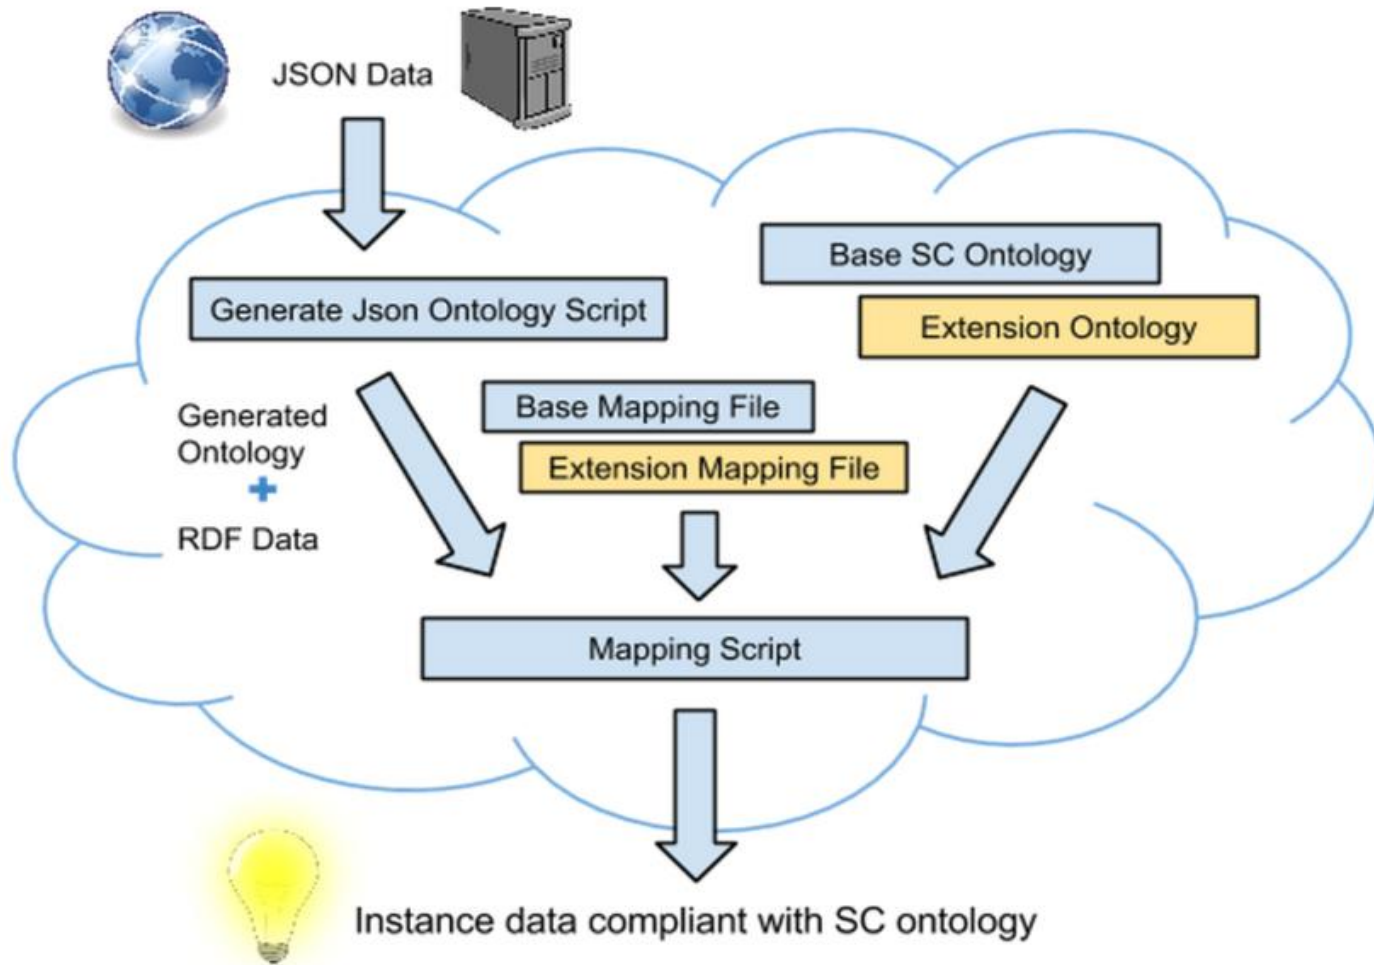 JSON Data
Base SC Ontology
Generate Json Ontology Script
Extension Ontology
Base Mapping File
Generated
Ontology
+
RDF Data
Extension Mapping File
Mapping Script
Instance data compliant with SC ontology